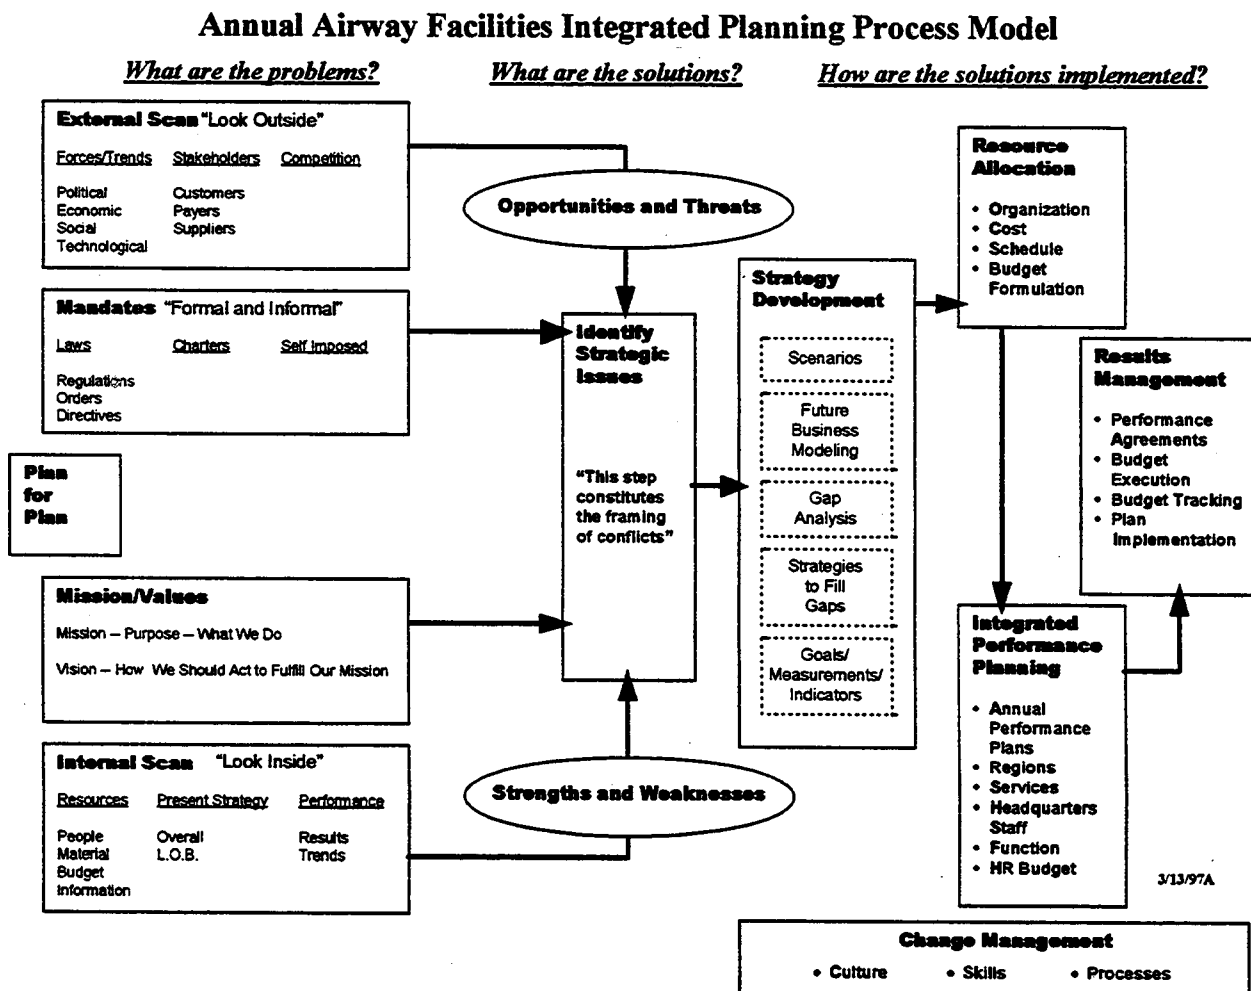 Annual Airway Facilities Integrated Planning Process Model
What are the problems?
What are the solutions?
How are the solutions implemented?
External Scan "Look Outside"
Forces/Trends Stakeholders Competition
Political Customers
Economic Payers
Social Suppliers
Technological
Mandates "Formal and Informal"
Laws Charters Self Imposed
Regulations
Orders
Directives
Plan
for
Plan
Mission/Values
Mission – Purpose – What We Do
Vision – How We Should Act to Fulfill Our Mission
Internal Scan "Look Inside"
Resources Present Strategy Performance
People Overall Results
Material L.O.B. Trends
Budget
Information
Opportunities and Threats
Identify
Strategic
Issues
"This step
constitutes
the framing
of conflicts"
Strengths and Weaknesses
Strategy
Development
Scenarios
Future
Business
Modeling
Gap
Analysis
Strategies
to Fill
Gaps
Goals/
Measurements/
Indicators
Resource
Allocation
• Organization
• Cost
• Schedule
• Budget
Formulation
Results
Management
• Performance
Agreements
• Budget
Execution
• Budget Tracking
• Plan
Implementation
Integrated
Performance
Planning
• Annual
Performance
Plans
• Regions
• Services
• Headquarters
Staff
• Function
• HR Budget
3/13/97A
Change Management
• Culture • Skills • Processes